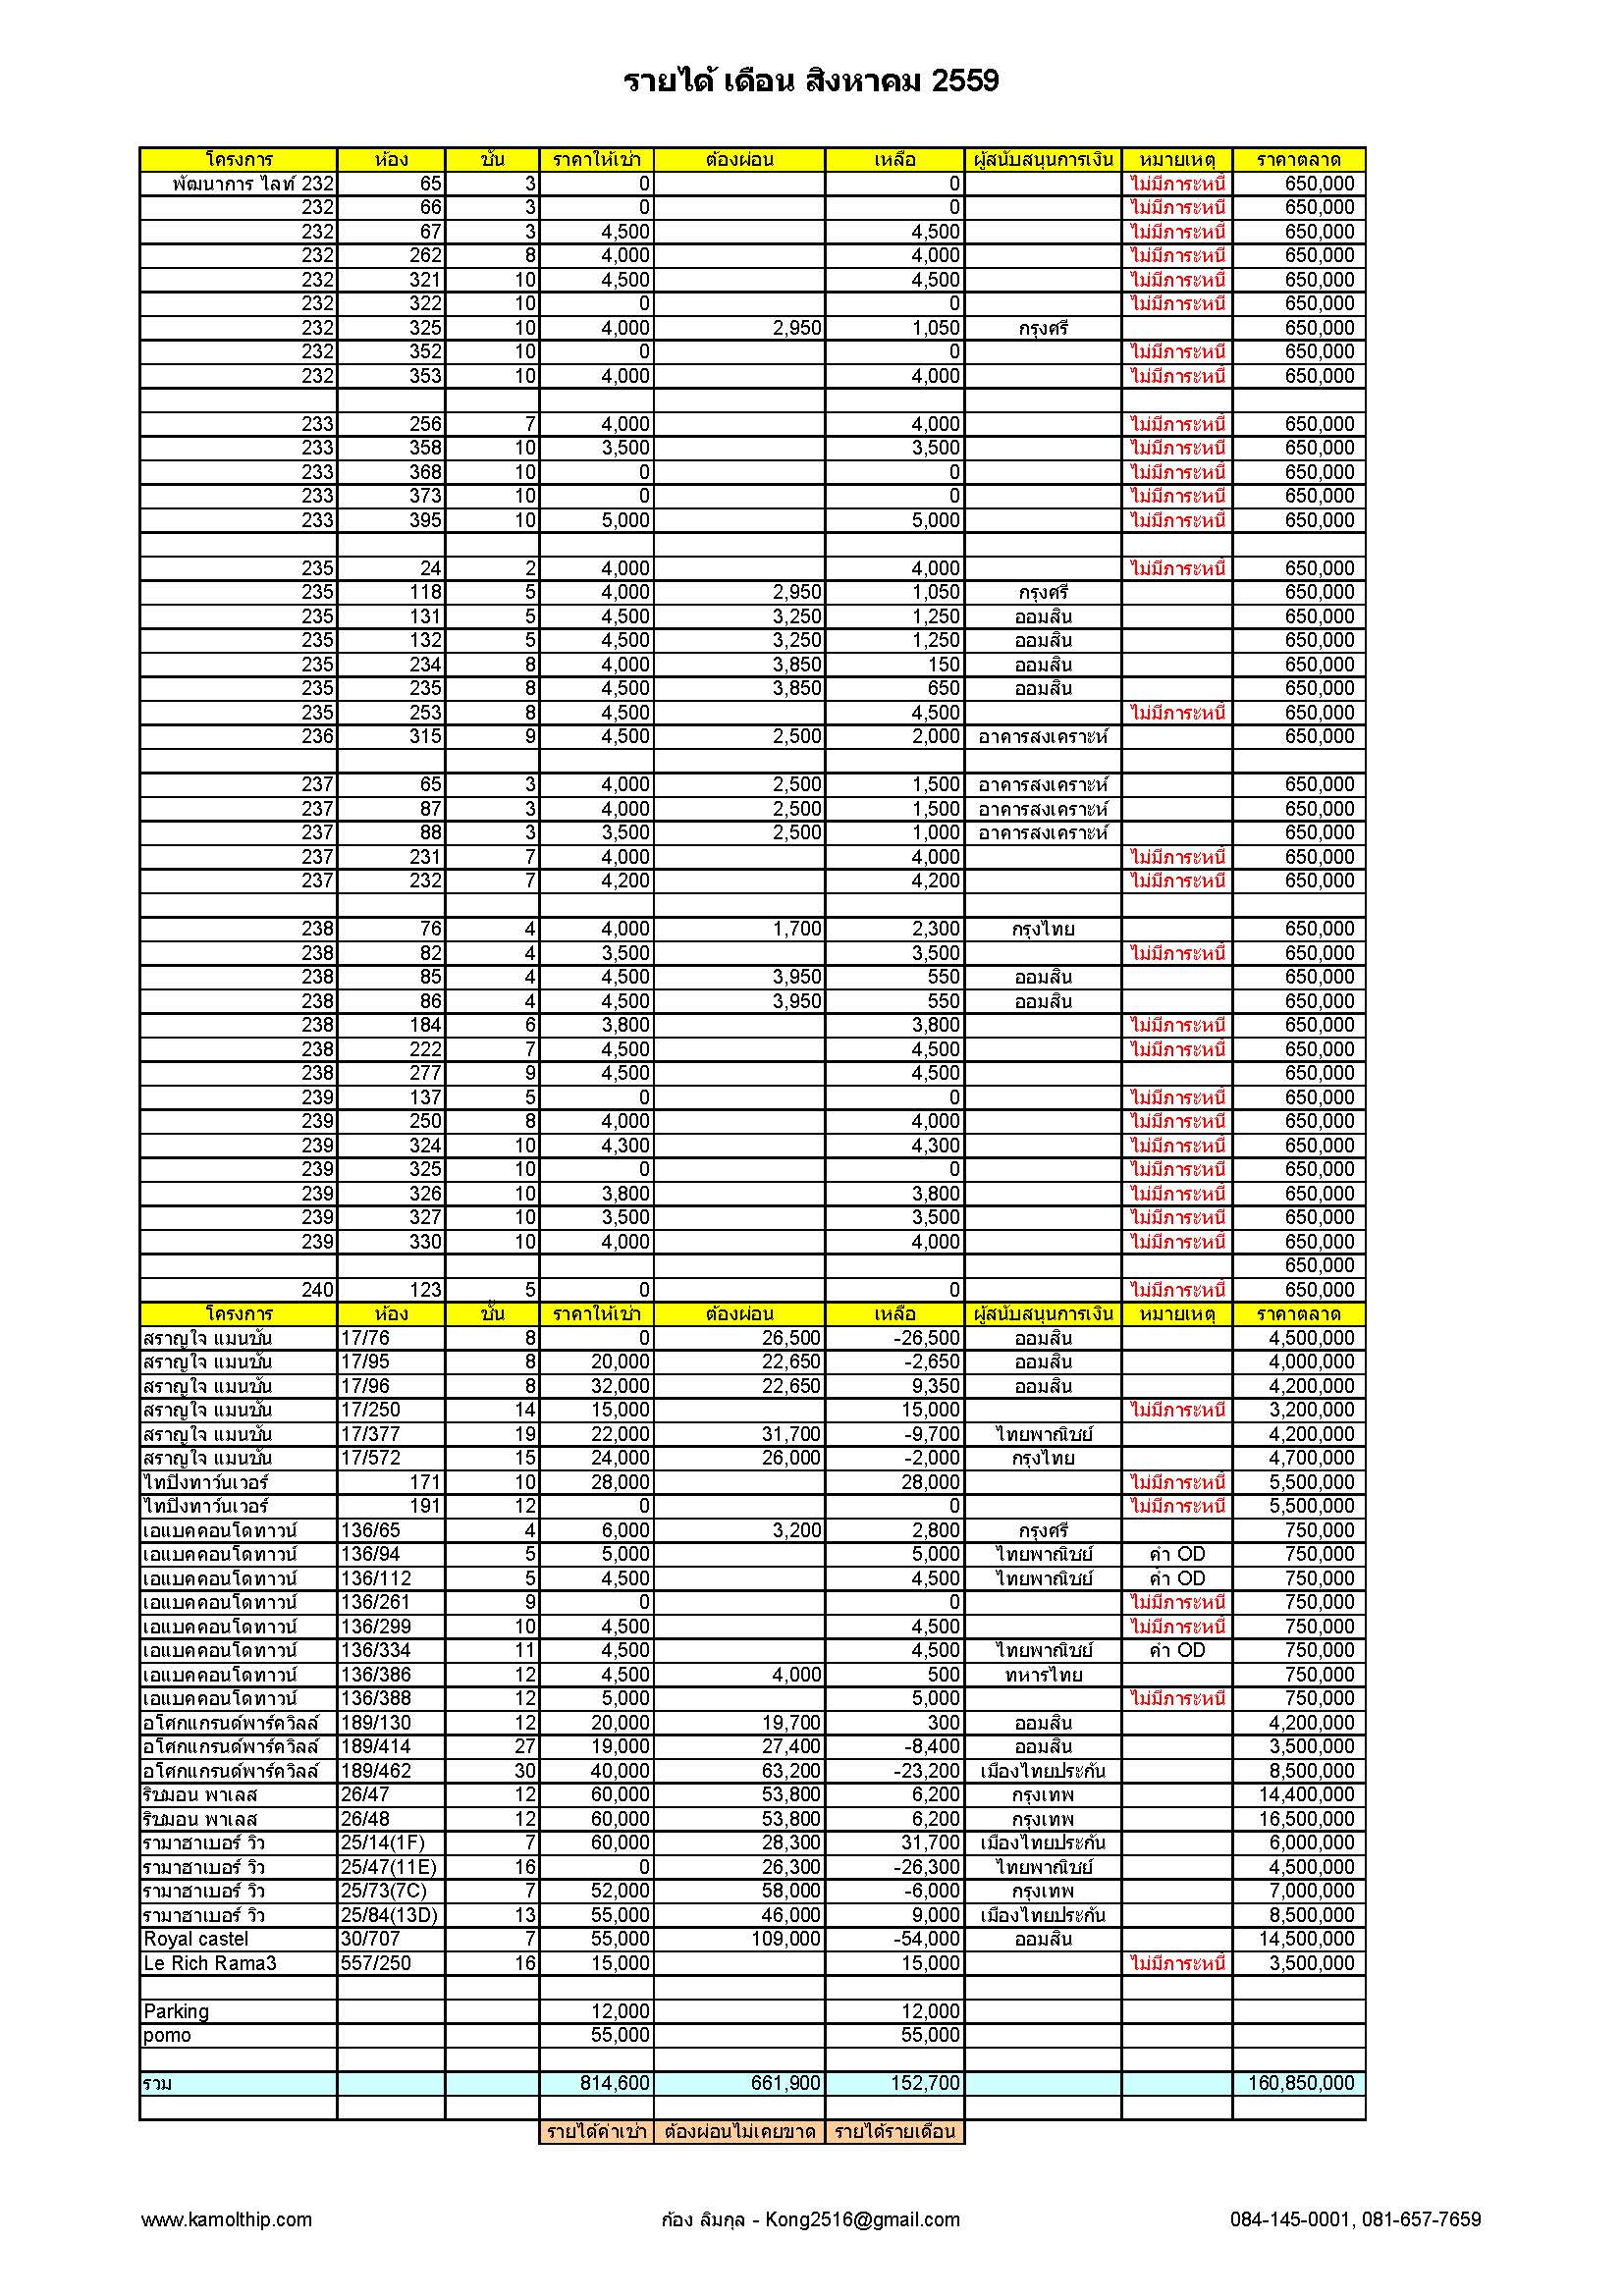 รายได้ เดือน สิงหาคม 2559
โครงการ ห้อง ชั้น ราคาให้เช่า ต้องผ่อน เหลือ ผู้สนับสนุนการเงิน หมายเหตุ ราคาตลาด
พัฒนาการ ไลท์ 232 65 3 0 0 ไม่มีภาระหนี้ 650,000
232 66 3 0 0 ไม่มีภาระหนี้ 650,000
232 67 3 4,500 4,500 ไม่มีภาระหนี้ 650,000
232 262 8 4,000 4,000 ไม่มีภาระหนี้ 650,000
232 321 10 4,500 4,500 ไม่มีภาระหนี้ 650,000
232 322 10 0 0 ไม่มีภาระหนี้ 650,000
232 325 10 4,000 2,950 1,050 กรุงศรี 650,000
232 352 10 0 0 ไม่มีภาระหนี้ 650,000
232 353 10 4,000 4,000 ไม่มีภาระหนี้ 650,000
233 256 7 4,000 4,000 ไม่มีภาระหนี้ 650,000
233 358 10 3,500 3,500 ไม่มีภาระหนี้ 650,000
233 368 10 0 0 ไม่มีภาระหนี้ 650,000
233 373 10 0 0 ไม่มีภาระหนี้ 650,000
233 395 10 5,000 5,000 ไม่มีภาระหนี้ 650,000
235 24 2 4,000 4,000 ไม่มีภาระหนี้ 650,000
235 118 5 4,000 2,950 1,050 กรุงศรี 650,000
235 131 5 4,500 3,250 1,250 ออมสิน 650,000
235 132 5 4,500 3,250 1,250 ออมสิน 650,000
235 234 8 4,000 3,850 150 ออมสิน 650,000
235 235 8 4,500 3,850 650 ออมสิน 650,000
235 253 8 4,500 4,500 ไม่มีภาระหนี้ 650,000
236 315 9 4,500 2,500 2,000 อาคารสงเคราะห์ 650,000
237 65 3 4,000 2,500 1,500 อาคารสงเคราะห์ 650,000
237 87 3 4,000 2,500 1,500 อาคารสงเคราะห์ 650,000
237 88 3 3,500 2,500 1,000 อาคารสงเคราะห์ 650,000
237 231 7 4,000 4,000 ไม่มีภาระหนี้ 650,000
237 232 7 4,200 4,200 ไม่มีภาระหนี้ 650,000
238 76 4 4,000 1,700 2,300 กรุงไทย 650,000
238 82 4 3,500 3,500 ไม่มีภาระหนี้ 650,000
238 85 4 4,500 3,950 550 ออมสิน 650,000
238 86 4 4,500 3,950 550 ออมสิน 650,000
238 184 6 3,800 3,800 ไม่มีภาระหนี้ 650,000
238 222 7 4,500 4,500 ไม่มีภาระหนี้ 650,000
238 277 9 4,500 4,500 650,000
239 137 5 0 0 ไม่มีภาระหนี้ 650,000
239 250 8 4,000 4,000 ไม่มีภาระหนี้ 650,000
239 324 10 4,300 4,300 ไม่มีภาระหนี้ 650,000
239 325 10 0 0 ไม่มีภาระหนี้ 650,000
239 326 10 3,800 3,800 ไม่มีภาระหนี้ 650,000
239 327 10 3,500 3,500 ไม่มีภาระหนี้ 650,000
239 330 10 4,000 4,000 ไม่มีภาระหนี้ 650,000
650,000
240 123 5 0 0 ไม่มีภาระหนี้ 650,000
โครงการ ห้อง ชั้น ราคาให้เช่า ต้องผ่อน เหลือ ผู้สนับสนุนการเงิน หมายเหตุ ราคาตลาด
สราญใจ แมนชั่น 17/76 8 0 26,500 -26,500 ออมสิน 4,500,000
สราญใจ แมนชั่น 17/95 8 20,000 22,650 -2,650 ออมสิน 4,000,000
สราญใจ แมนชั่น 17/96 8 32,000 22,650 9,350 ออมสิน 4,200,000
สราญใจ แมนชั่น 17/250 14 15,000 15,000 ไม่มีภาระหนี้ 3,200,000
สราญใจ แมนชั่น 17/377 19 22,000 31,700 -9,700 ไทยพาณิชย์ 4,200,000
สราญใจ แมนชั่น 17/572 15 24,000 26,000 -2,000 กรุงไทย 4,700,000
ไทปิงทาว์นเวอร์ 171 10 28,000 28,000 ไม่มีภาระหนี้ 5,500,000
ไทปิงทาว์นเวอร์ 191 12 0 0 ไม่มีภาระหนี้ 5,500,000
เอแบคคอนโดทาวน์ 136/65 4 6,000 3,200 2,800 กรุงศรี 750,000
เอแบคคอนโดทาวน์ 136/94 5 5,000 5,000 ไทยพาณิชย์ ค้ำ OD 750,000
เอแบคคอนโดทาวน์ 136/112 5 4,500 4,500 ไทยพาณิชย์ ค้ำ OD 750,000
เอแบคคอนโดทาวน์ 136/261 9 0 0 ไม่มีภาระหนี้ 750,000
เอแบคคอนโดทาวน์ 136/299 10 4,500 4,500 ไม่มีภาระหนี้ 750,000
เอแบคคอนโดทาวน์ 136/334 11 4,500 4,500 ไทยพาณิชย์ ค้ำ OD 750,000
เอแบคคอนโดทาวน์ 136/386 12 4,500 4,000 500 ทหารไทย 750,000
เอแบคคอนโดทาวน์ 136/388 12 5,000 5,000 ไม่มีภาระหนี้ 750,000
อโศกแกรนด์พาร์ควิลล์ 189/130 12 20,000 19,700 300 ออมสิน 4,200,000
อโศกแกรนด์พาร์ควิลล์ 189/414 27 19,000 27,400 -8,400 ออมสิน 3,500,000
อโศกแกรนด์พาร์ควิลล์ 189/462 30 40,000 63,200 -23,200 เมืองไทยประกัน 8,500,000
ริชมอน พาเลส 26/47 12 60,000 53,800 6,200 กรุงเทพ 14,400,000
ริชมอน พาเลส 26/48 12 60,000 53,800 6,200 กรุงเทพ 16,500,000
รามาฮาเบอร์ วิว 25/14(1F) 7 60,000 28,300 31,700 เมืองไทยประกัน 6,000,000
รามาฮาเบอร์ วิว 25/47(11E) 16 0 26,300 -26,300 ไทยพาณิชย์ 4,500,000
รามาฮาเบอร์ วิว 25/73(7C) 7 52,000 58,000 -6,000 กรุงเทพ 7,000,000
รามาฮาเบอร์ วิว 25/84(13D) 13 55,000 46,000 9,000 เมืองไทยประกัน 8,500,000
Royal castel 30/707 7 55,000 109,000 -54,000 ออมสิน 14,500,000
Le Rich Rama3 557/250 16 15,000 15,000 ไม่มีภาระหนี้ 3,500,000
Parking 12,000 12,000
pomo 55,000 55,000
รวม 814,600 661,900 152,700 160,850,000
รายได้ค่าเช่า ต้องผ่อนไม่เคยขาด รายได้รายเดือน
www.kamolthip.com ก้อง ลิมกุล - Kong2516@gmail.com 084-145-0001, 081-657-7659